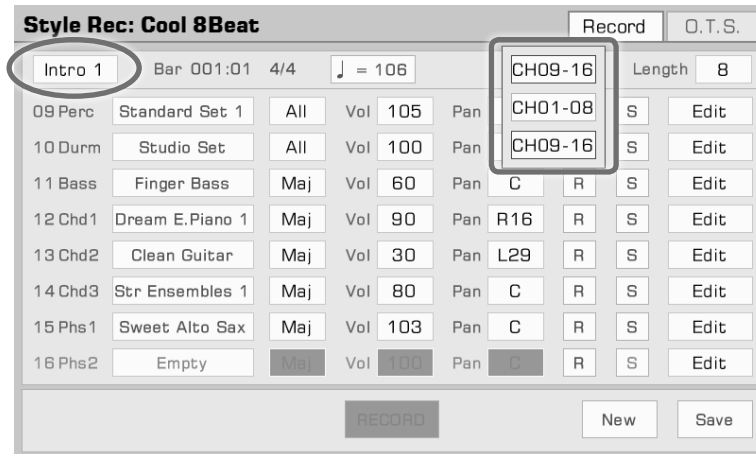 Style Rec: Cool 8Beat Record O.T.S.
Intro 1 Bar 001:01 4/4 ♩ = 106 CH09-16 Length 8
CH01-08
CH09-16
09 Perc Standard Set 1 All Vol 105 Pan S Edit
10 Durm Studio Set All Vol 100 Pan S Edit
11 Bass Finger Bass Maj Vol 60 Pan C R S Edit
12 Chd1 Dream E.Piano 1 Maj Vol 90 Pan R16 R S Edit
13 Chd2 Clean Guitar Maj Vol 30 Pan L29 R S Edit
14 Chd3 Str Ensembles 1 Maj Vol 80 Pan C R S Edit
15 Phs1 Sweet Alto Sax Maj Vol 103 Pan C R S Edit
16 Phs2 Empty Maj Vol 100 Pan C R S Edit
RECORD New Save